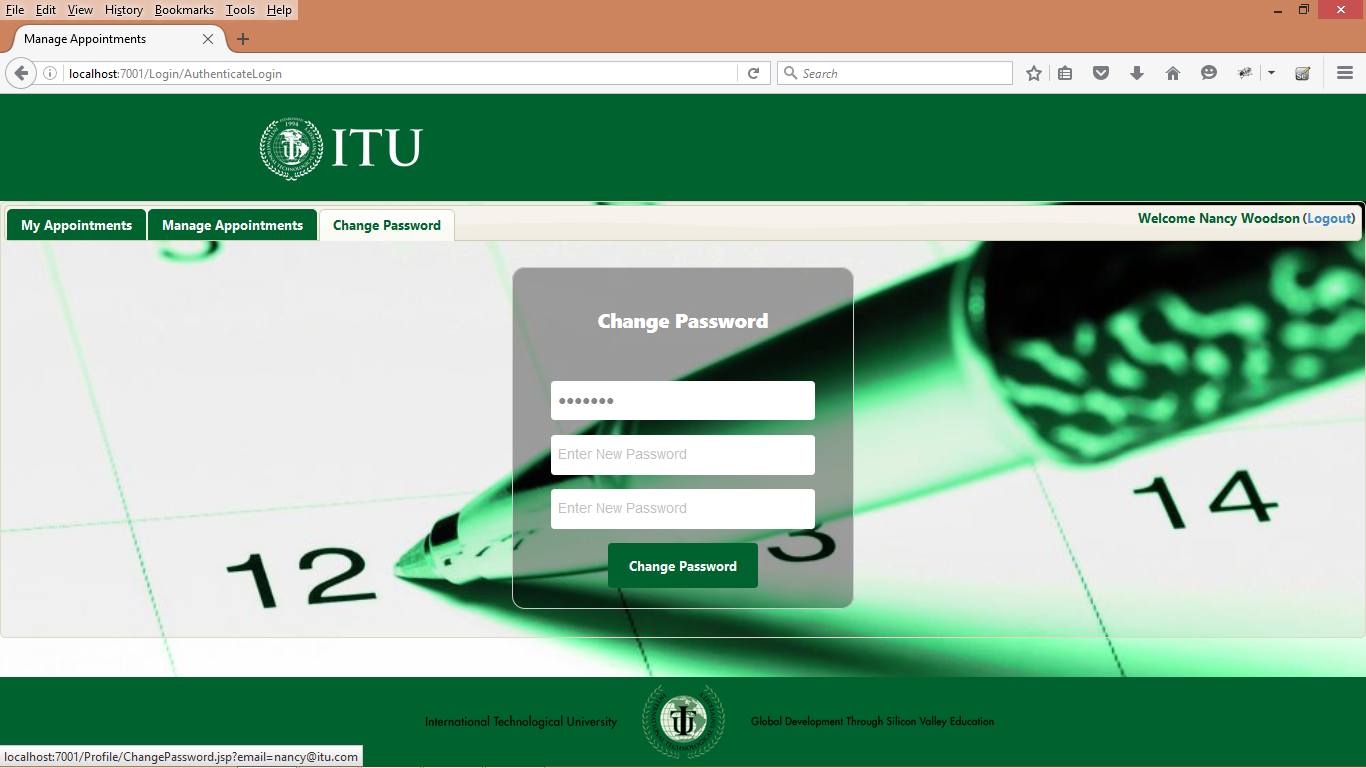 File Edit View History Bookmarks Tools Help
Manage Appointments
localhost:7001/Login/AuthenticateLogin
Search
1994
ITU
My Appointments Manage Appointments Change Password
Welcome Nancy Woodson (Logout)
Change Password
•••••••
Enter New Password
Enter New Password
Change Password
12
3
14
International Technological University
Global Development Through Silicon Valley Education
localhost:7001/Profile/ChangePassword.jsp?email=nancy@itu.com